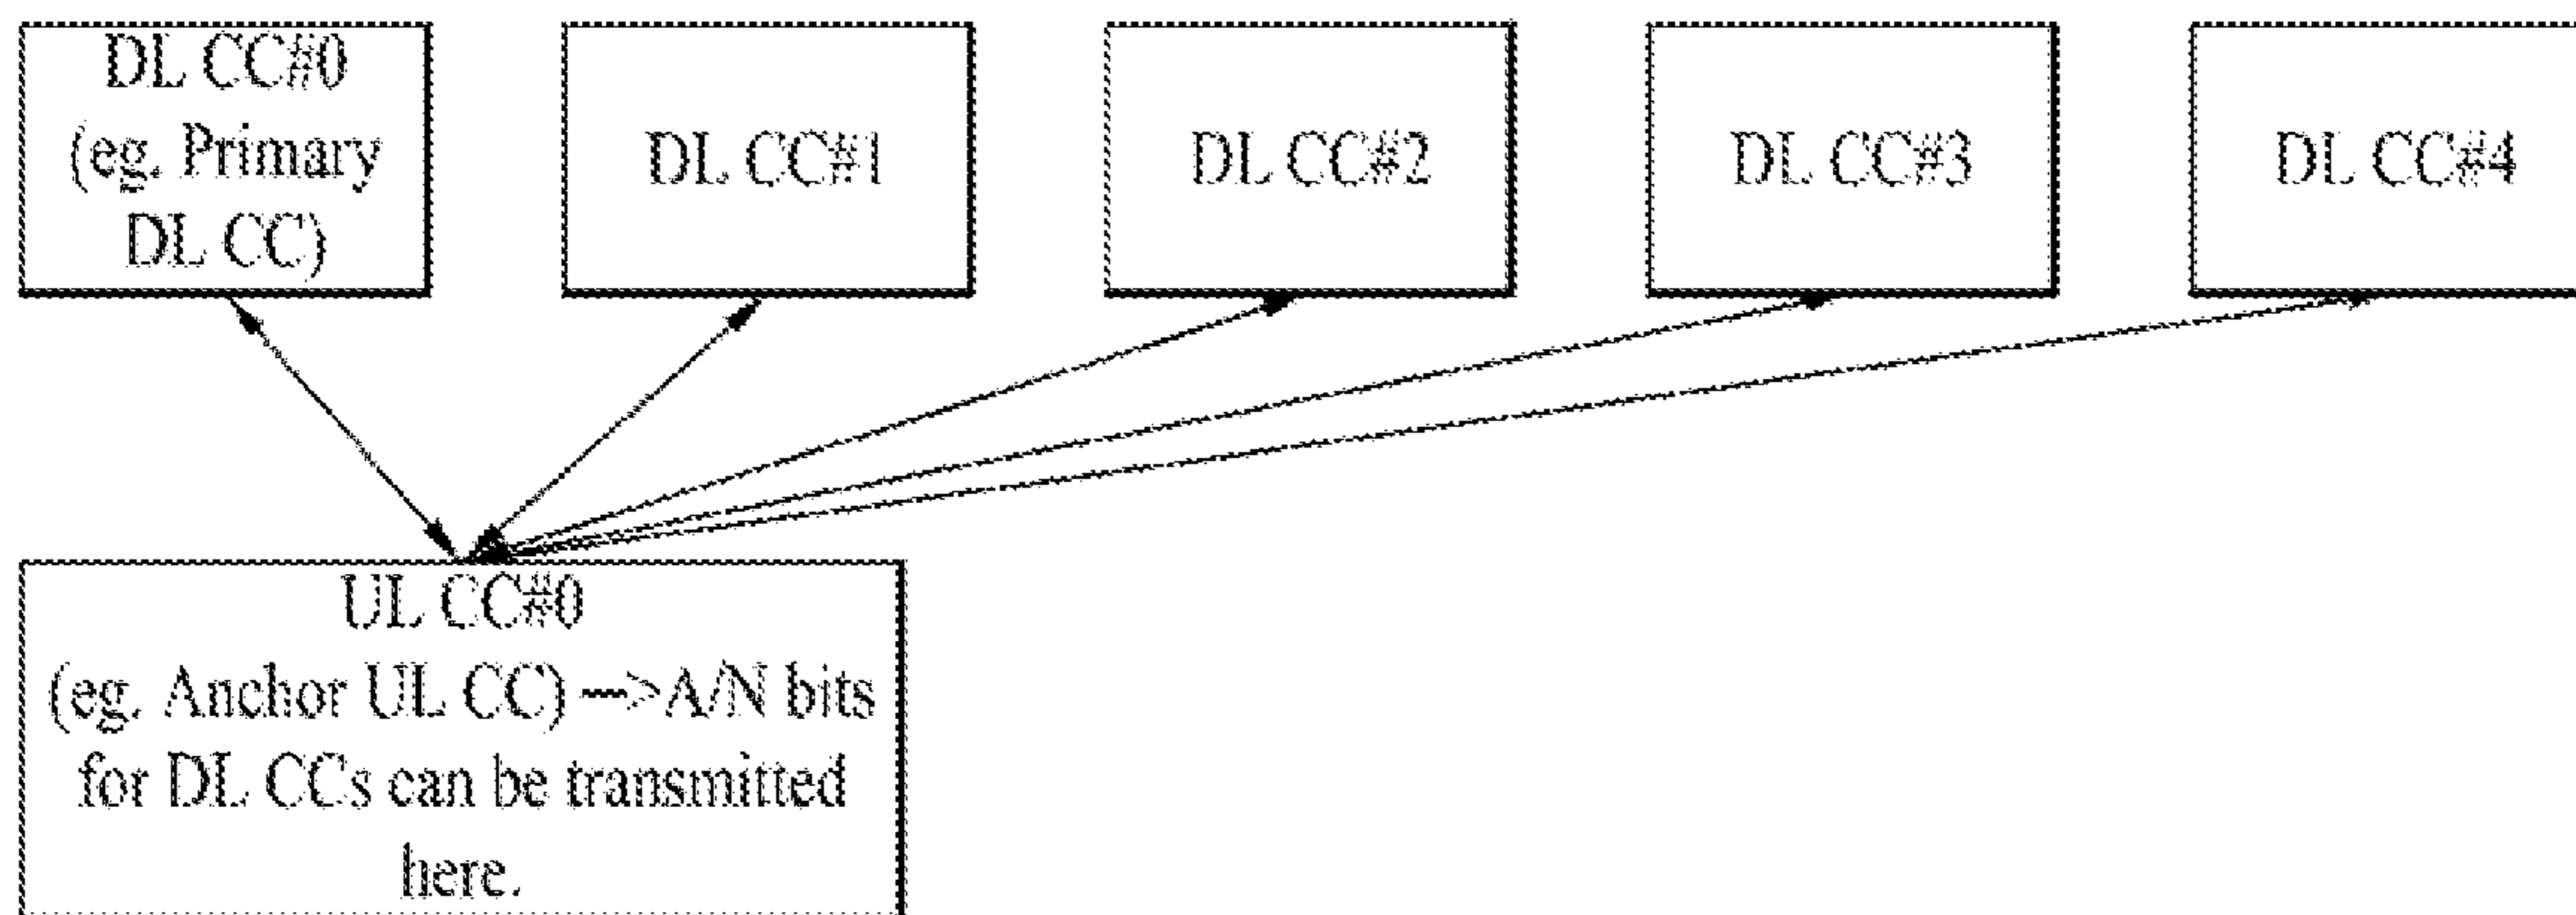 DL CC#0
(eg. Primary
DL CC)
DL CC#1
DL CC#2
DL CC#3
DL CC#4
UL CC#0
(eg. Anchor UL CC) --->A/N bits
for DL CCs can be transmitted
here.